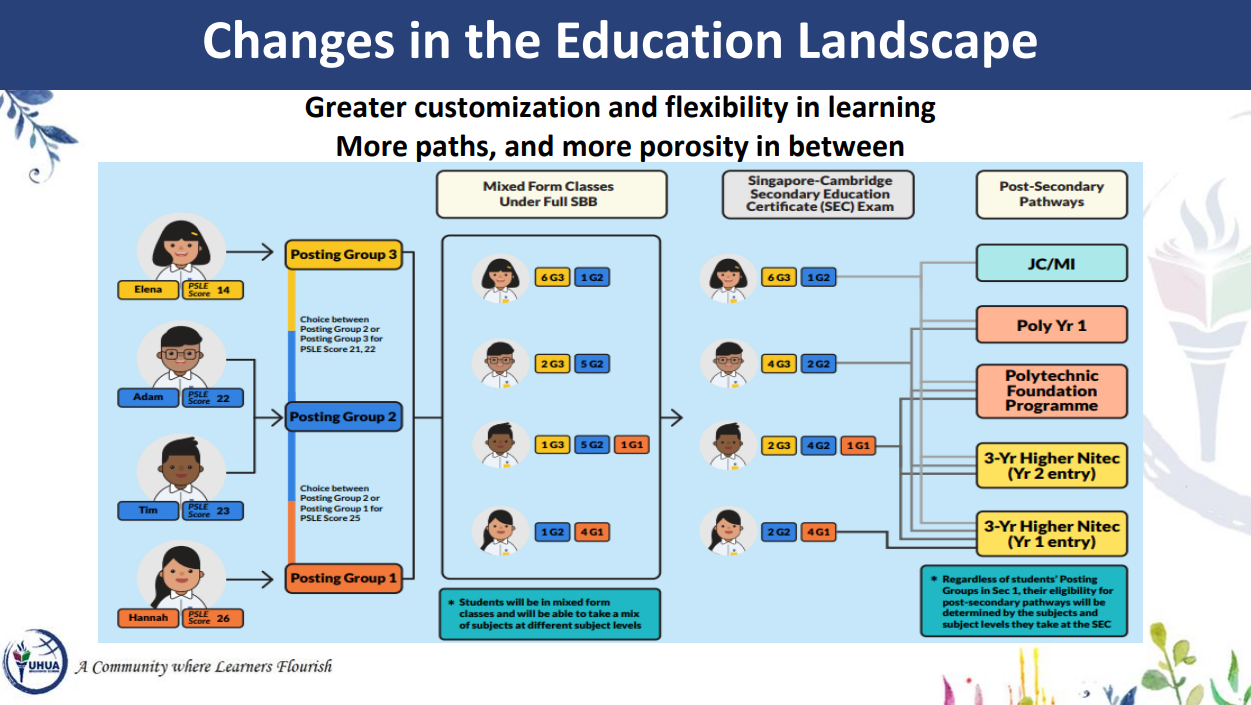 Changes in the Education Landscape
Greater customization and flexibility in learning
More paths, and more porosity in between
Mixed Form Classes
Under Full SBB
Singapore-Cambridge
Secondary Education
Certificate (SEC) Exam
Post-Secondary
Pathways
Elena
PSLE
Score 14
Adam
PSLE
Score 22
Tim
PSLE
Score 23
Hannah
PSLE
Score 26
Posting Group 3
Choice between
Posting Group 2 or
Posting Group 3 for
PSLE Score 21, 22
Posting Group 2
Choice between
Posting Group 2 or
Posting Group 1 for
PSLE Score 25
Posting Group 1
6 G3 1 G2
2 G3 5 G2
1 G3 5 G2 1 G1
1 G2 4 G1
* Students will be in mixed form
classes and will be able to take a mix
of subjects at different subject levels
6 G3 1 G2
4 G3 2 G2
2 G3 4 G2 1 G1
2 G2 4 G1
JC/MI
Poly Yr 1
Polytechnic
Foundation
Programme
3-Yr Higher Nitec
(Yr 2 entry)
3-Yr Higher Nitec
(Yr 1 entry)
* Regardless of students' Posting
Groups in Sec 1, their eligibility for
post-secondary pathways will be
determined by the subjects and
subject levels they take at the SEC
YUHUA
A Community where Learners Flourish